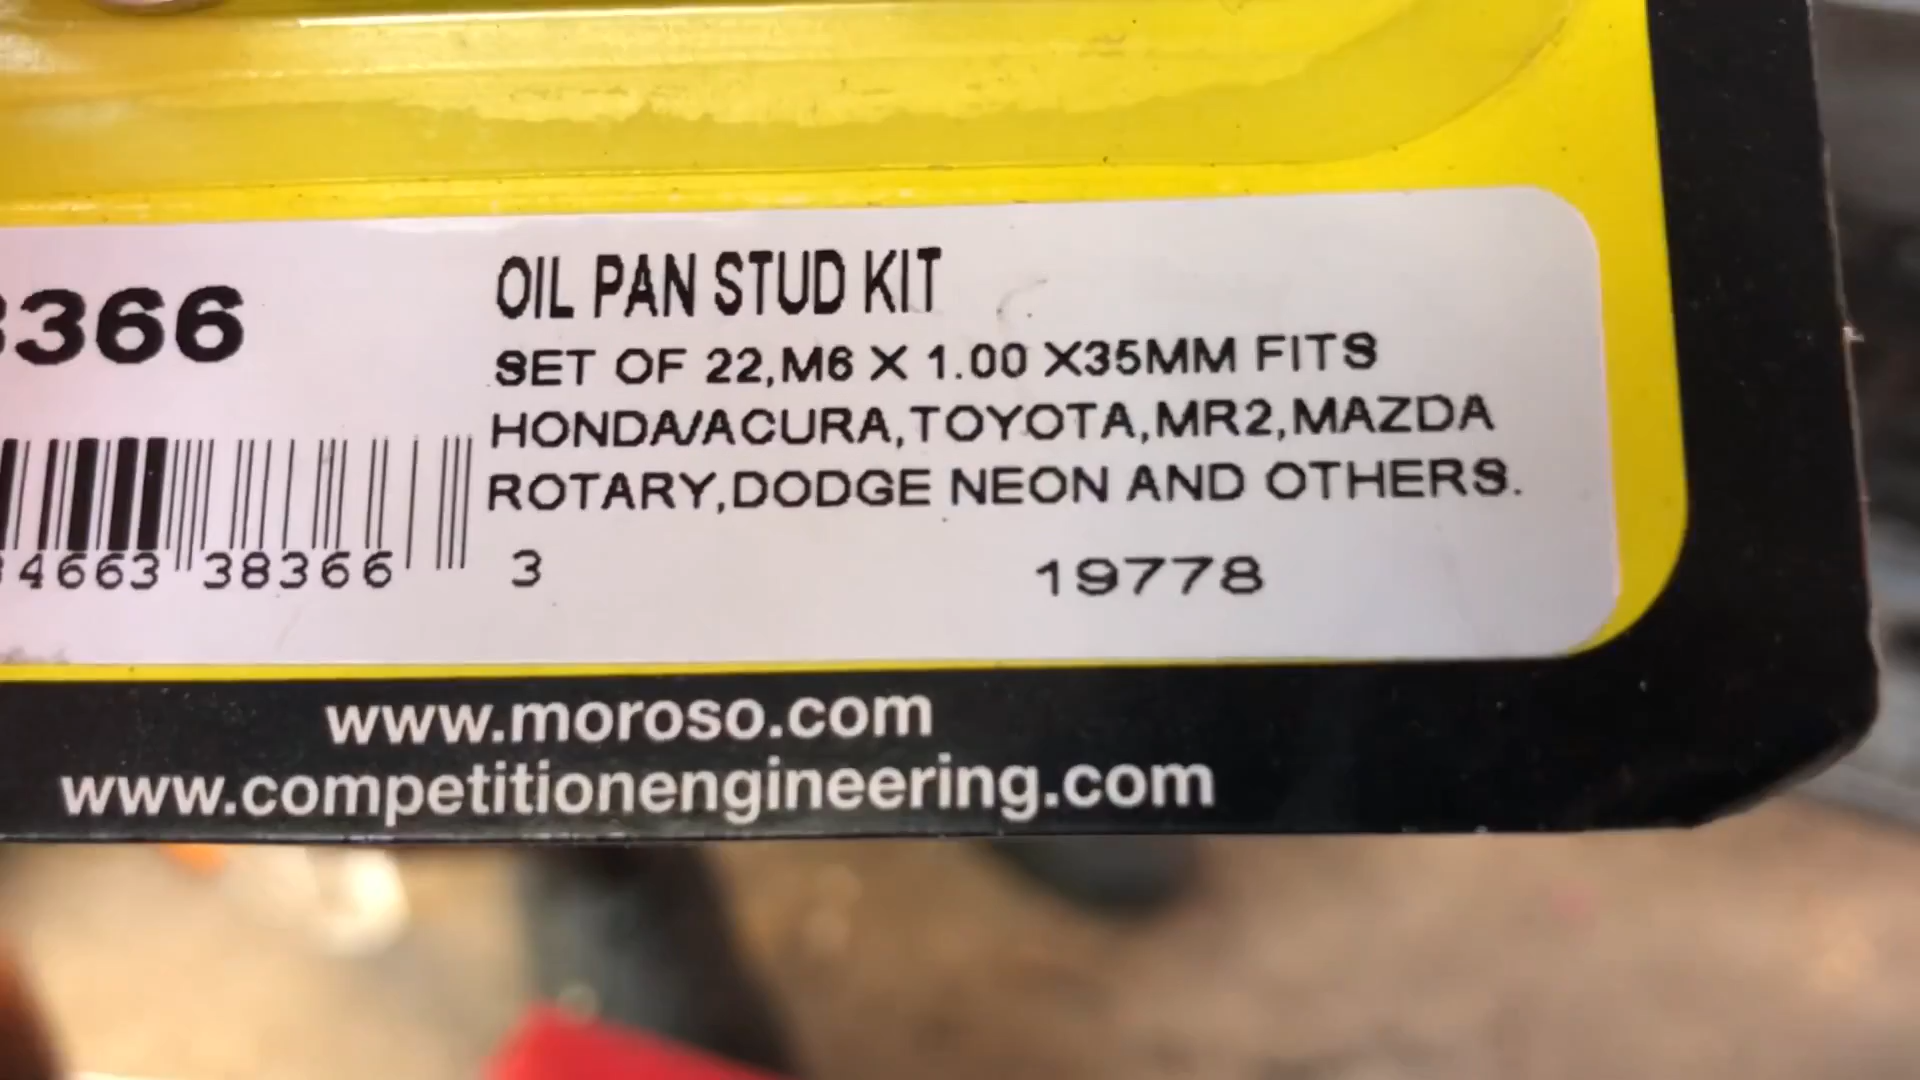 366
OIL PAN STUD KIT
SET OF 22,M6 X 1.00 X35MM FITS
HONDA/ACURA,TOYOTA,MR2,MAZDA
ROTARY,DODGE NEON AND OTHERS.
4663 38366 3 19778
www.moroso.com
www.competitionengineering.com